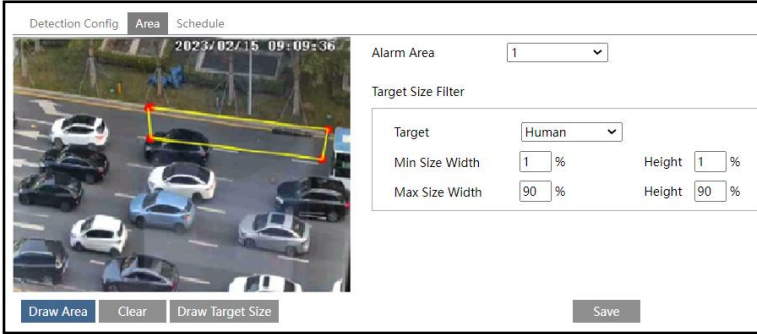 Detection Config Area Schedule
2023/02/15 09:09:36
Alarm Area 1
Target Size Filter
Target Human
Min Size Width 1 % Height 1 %
Max Size Width 90 % Height 90 %
Draw Area Clear Draw Target Size Save